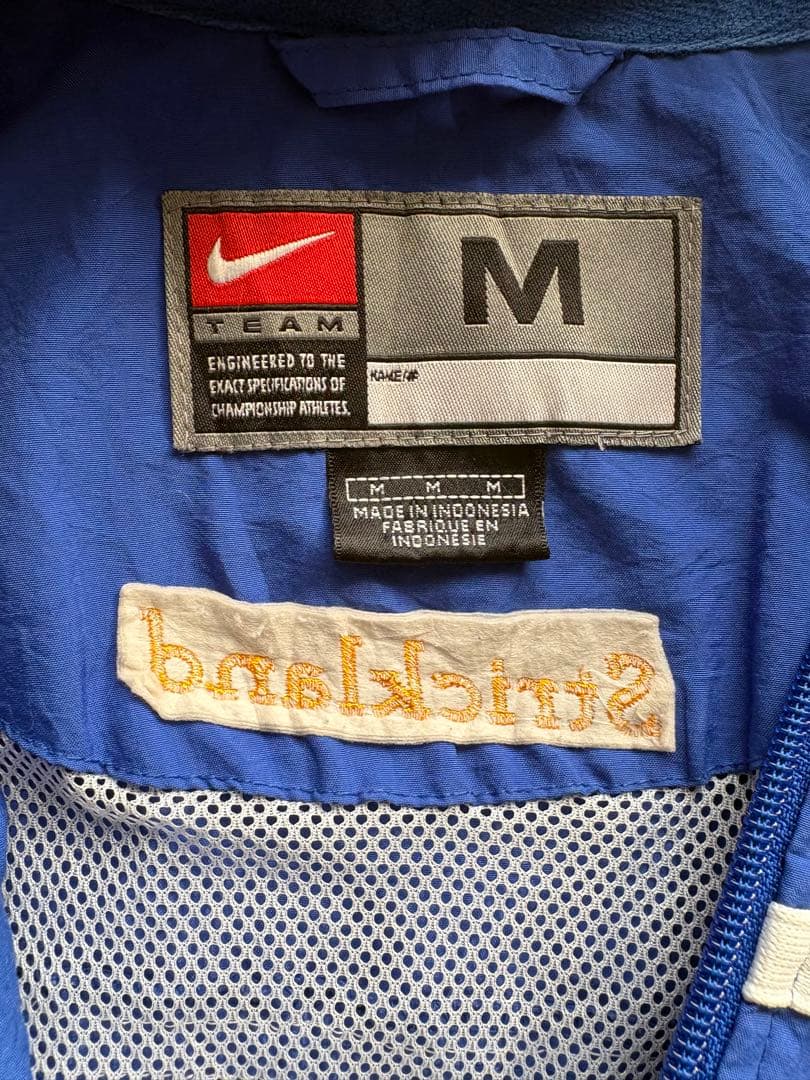 TEAM
ENGINEERED TO THE
EXACT SPECIFICATIONS OF
CHAMPIONSHIP ATHLETES.
M
NAME/#
M M M
MADE IN INDONESIA
FABRIQUE EN
INDONESIE
Strickland